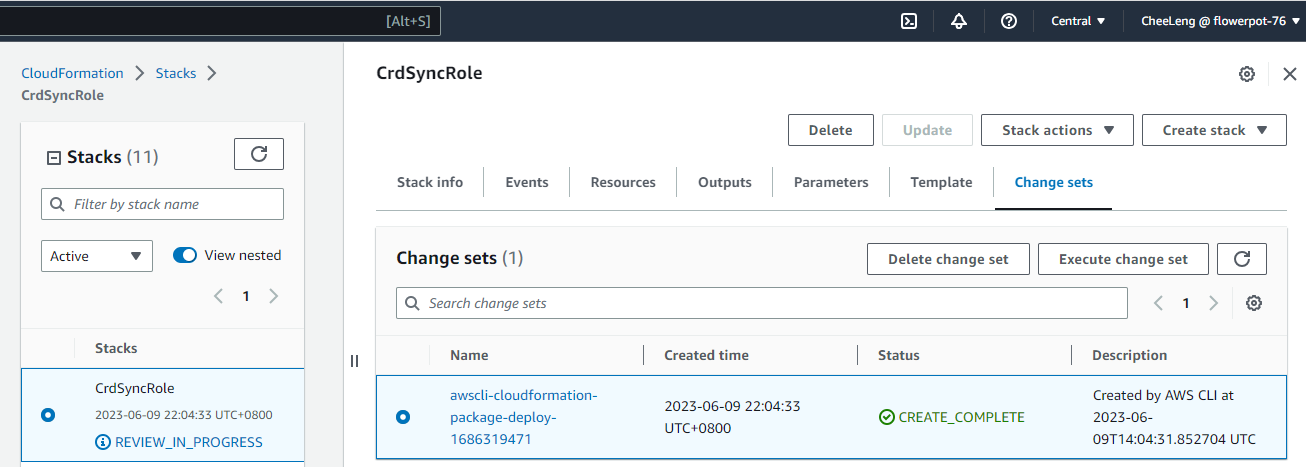 [Alt+S]
Central
CheeLeng @ flowerpot-76
CloudFormation
Stacks
CrdSyncRole
Stacks (11)
Filter by stack name
Active
View nested
1
Stacks
CrdSyncRole
2023-06-09 22:04:33 UTC+0800
REVIEW_IN_PROGRESS
CrdSyncRole
Delete
Update
Stack actions
Create stack
Stack info
Events
Resources
Outputs
Parameters
Template
Change sets
Change sets (1)
Delete change set
Execute change set
Search change sets
1
Name
Created time
Status
Description
awscli-cloudformation-
package-deploy-
1686319471
2023-06-09 22:04:33
UTC+0800
CREATE_COMPLETE
Created by AWS CLI at
2023-06-
09T14:04:31.852704 UTC